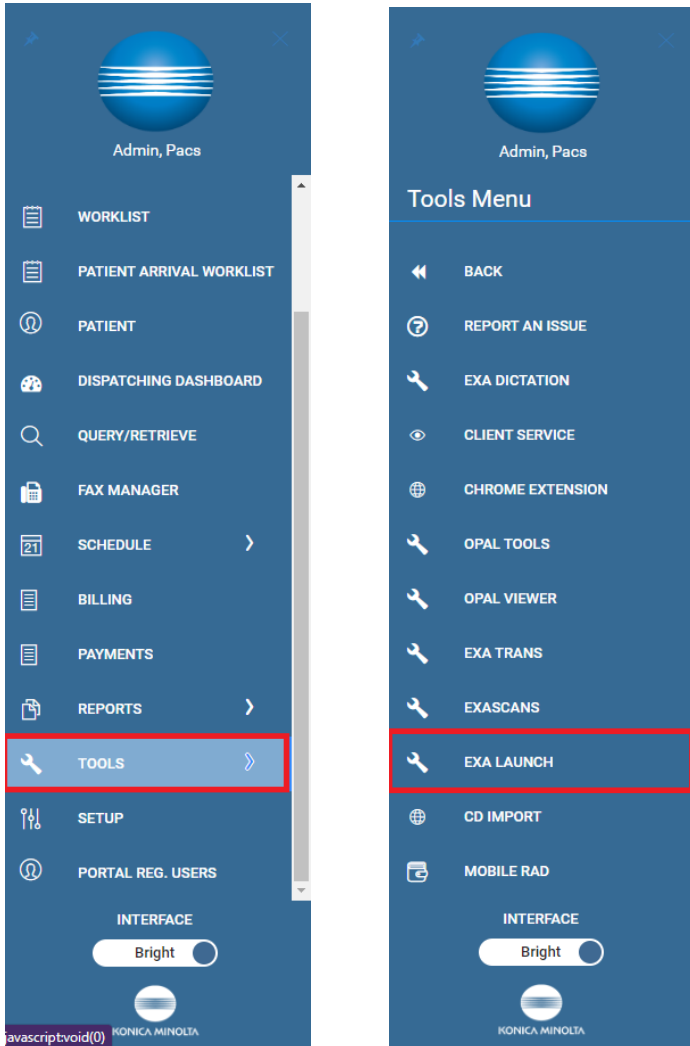 Admin, Pacs
WORKLIST
PATIENT ARRIVAL WORKLIST
PATIENT
DISPATCHING DASHBOARD
QUERY/RETRIEVE
FAX MANAGER
21
SCHEDULE
BILLING
PAYMENTS
REPORTS
TOOLS
SETUP
PORTAL REG. USERS
INTERFACE
Bright
KONICA MINOLTA
javascript:void(0)
Admin, Pacs
Tools Menu
BACK
REPORT AN ISSUE
EXA DICTATION
CLIENT SERVICE
CHROME EXTENSION
OPAL TOOLS
OPAL VIEWER
EXA TRANS
EXASCANS
EXA LAUNCH
CD IMPORT
MOBILE RAD
INTERFACE
Bright
KONICA MINOLTA